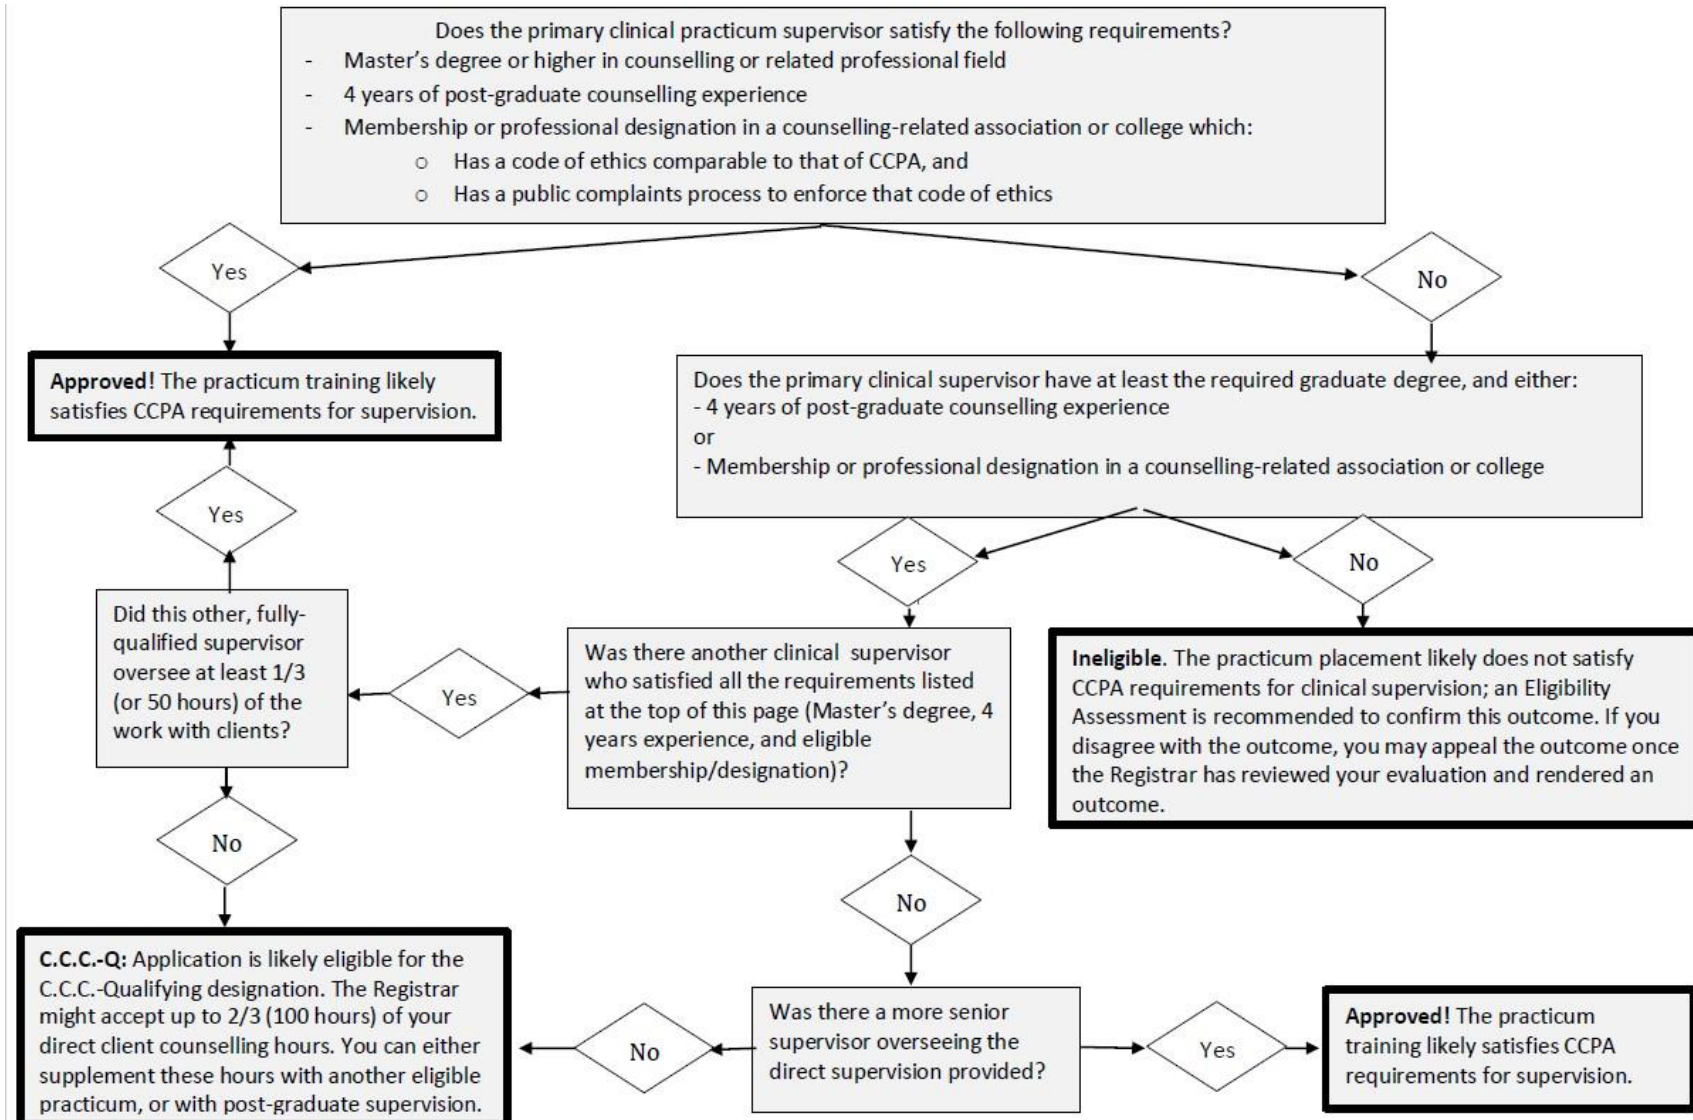 Does the primary clinical practicum supervisor satisfy the following requirements?
- Master's degree or higher in counselling or related professional field
- 4 years of post-graduate counselling experience
- Membership or professional designation in a counselling-related association or college which:
o Has a code of ethics comparable to that of CCPA, and
o Has a public complaints process to enforce that code of ethics
Yes
No
Approved! The practicum training likely
satisfies CCPA requirements for supervision.
Does the primary clinical supervisor have at least the required graduate degree, and either:
- 4 years of post-graduate counselling experience
or
- Membership or professional designation in a counselling-related association or college
Yes
Yes
No
Did this other, fully-
qualified supervisor
oversee at least 1/3
(or 50 hours) of the
work with clients?
Yes
Was there another clinical supervisor
who satisfied all the requirements listed
at the top of this page (Master's degree, 4
years experience, and eligible
membership/designation)?
Ineligible. The practicum placement likely does not satisfy
CCPA requirements for clinical supervision; an Eligibility
Assessment is recommended to confirm this outcome. If you
disagree with the outcome, you may appeal the outcome once
the Registrar has reviewed your evaluation and rendered an
outcome.
No
No
C.C.C.-Q: Application is likely eligible for the
C.C.C.-Qualifying designation. The Registrar
might accept up to 2/3 (100 hours) of your
direct client counselling hours. You can either
supplement these hours with another eligible
practicum, or with post-graduate supervision.
No
Was there a more senior
supervisor overseeing the
direct supervision provided?
Yes
Approved! The practicum
training likely satisfies CCPA
requirements for supervision.